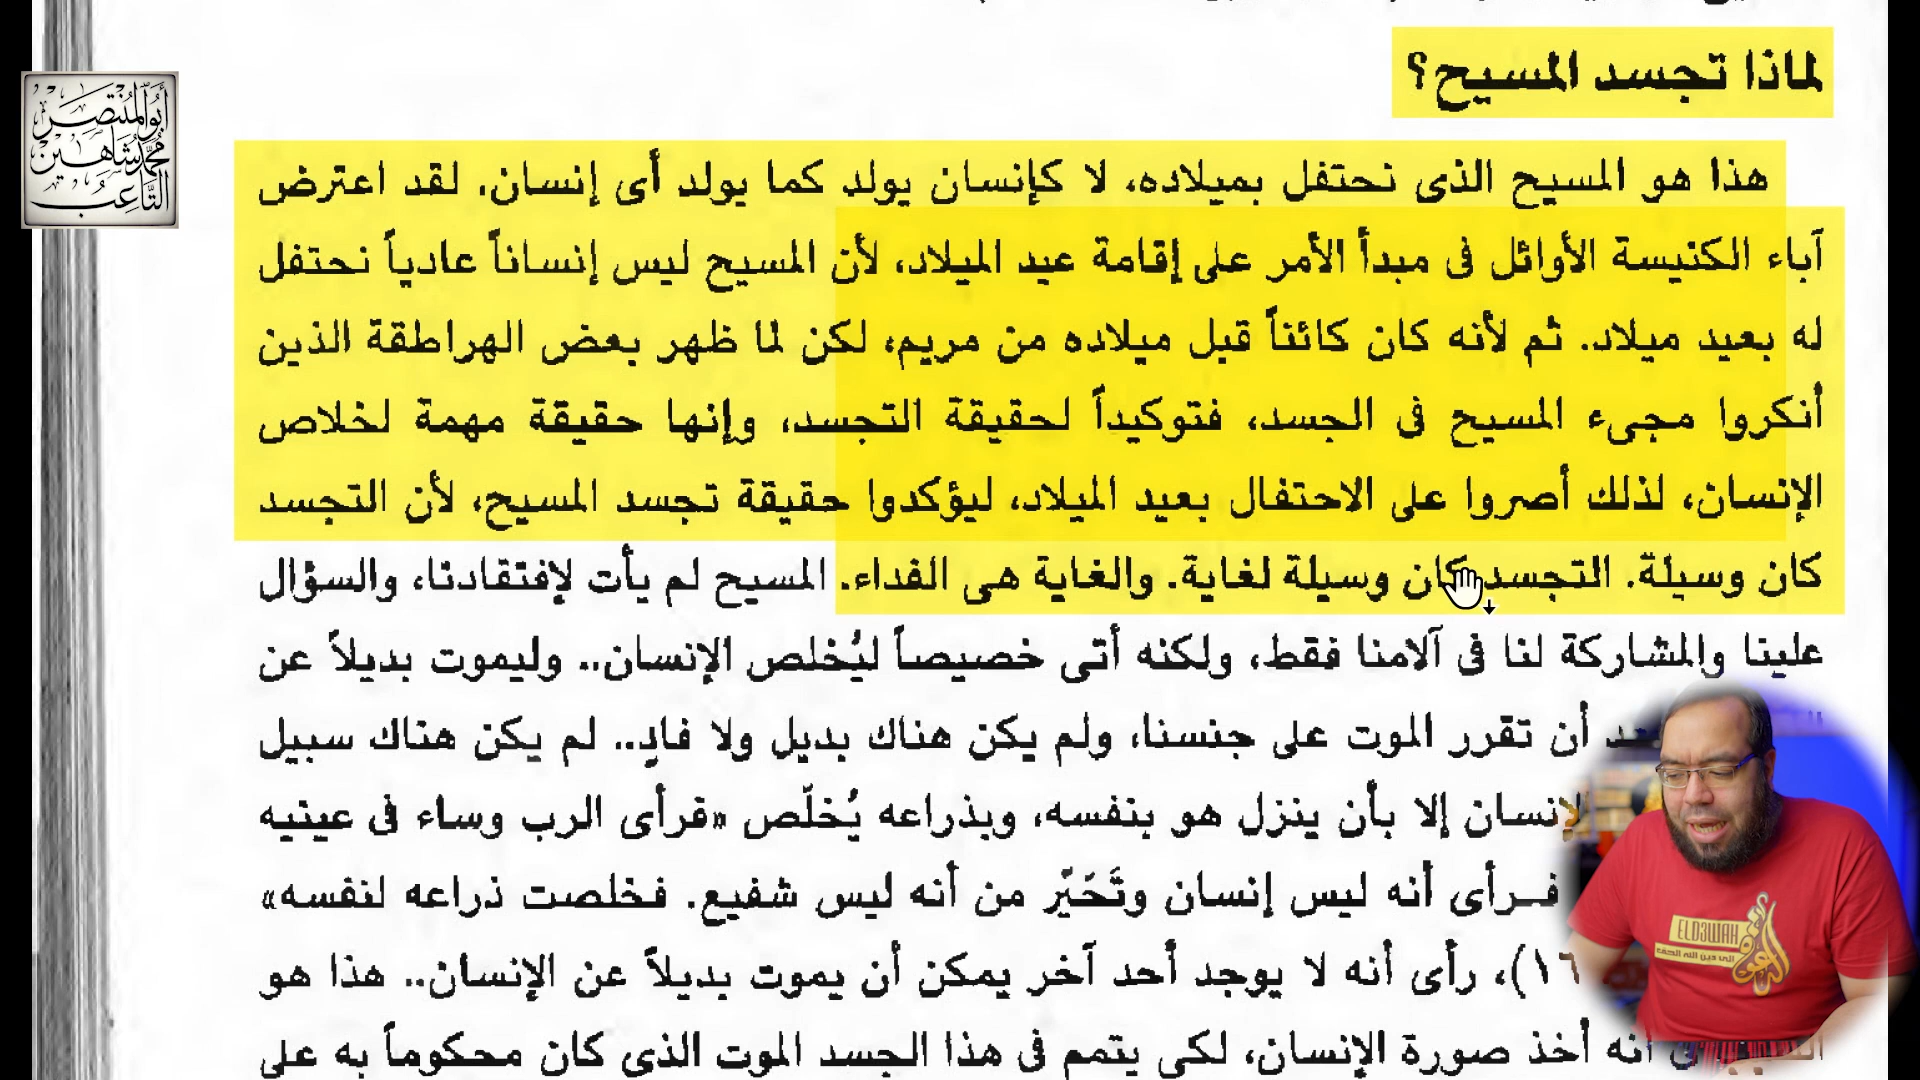 لماذا تجسد المسيح؟
هذا هو المسيح الذى نحتفل بميلاده، لا كإنسان يولد كما يولد أى إنسان. لقد اعترض
آباء الكنيسة الأوائل فى مبدأ الأمر على إقامة عيد الميلاد، لأن المسيح ليس إنساناً عادياً نحتفل
له بعيد ميلاد. ثم لأنه كان كائناً قبل ميلاده من مريم، لكن لما ظهر بعض الهراطقة الذين
أنكروا مجىء المسيح فى الجسد، فتوكيداً لحقيقة التجسد، وإنها حقيقة مهمة لخلاص
الإنسان، لذلك أصروا على الاحتفال بعيد الميلاد، ليؤكدوا حقيقة تجسد المسيح، لأن التجسد
كان وسيلة. التجسد كان وسيلة لغاية. والغاية هى الفداء. المسيح لم يأت لإفتقادنا، والسؤال
علينا والمشاركة لنا فى آلامنا فقط، ولكنه أتى خصيصاً ليُخلص الإنسان.. وليموت بديلاً عن
أن تقرر الموت على جنسنا، ولم يكن هناك بديل ولا فادٍ.. لم يكن هناك سبيل
الإنسان إلا بأن ينزل هو بنفسه، وبذراعه يُخلّص «فرأى الرب وساء فى عينيه
فرأى أنه ليس إنسان وتَحَيّر من أنه ليس شفيع. فخلصت ذراعه لنفسه»
١٦)، رأى أنه لا يوجد أحد آخر يمكن أن يموت بديلاً عن الإنسان.. هذا هو
أنه أخذ صورة الإنسان، لكى يتمم فى هذا الجسد الموت الذى كان محكوماً به على
أبو المنتصر
محمد شاهين
التاعب
ELD3WAH
الى دين الله الحق
الدعوة